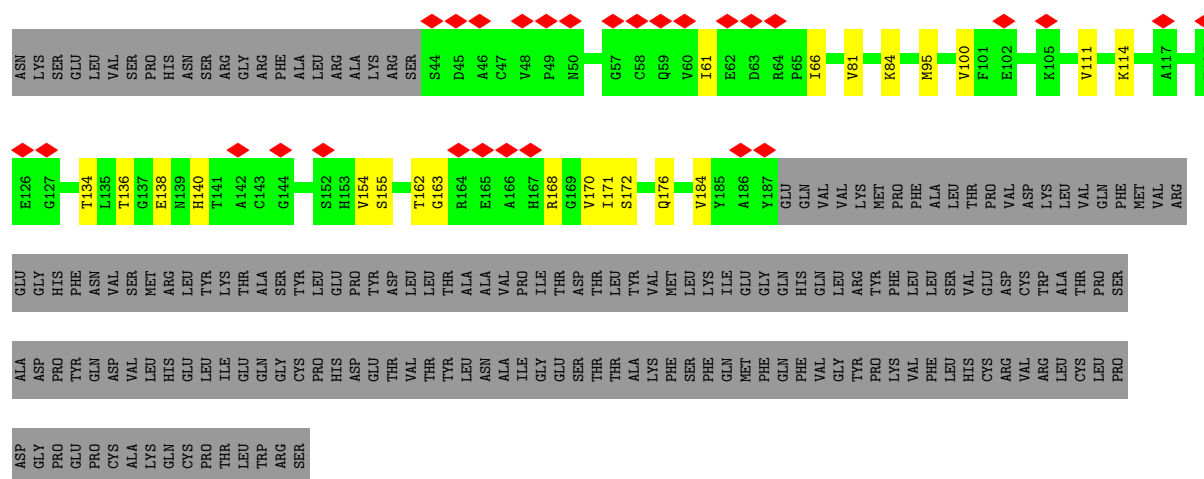 ASN LYS SER GLU LEU VAL SER PRO HIS ASN SER ARG GLY ARG PHE ALA LEU ARG ALA LYS ARG SER S44 D45 A46 C47 V48 P49 N50 G57 C58 Q59 V60 I61 E62 D63 R64 P65 I66 V81 K84 M95 V100 F101 E102 K105 V111 K114 A117
E126 G127 T134 L135 T136 G137 E138 N139 H140 T141 A142 C143 G144 S152 H153 V154 S155 T162 G163 R164 E165 A166 H167 R168 G169 V170 I171 S172 Q176 V184 Y185 A186 Y187 GLU GLN VAL VAL LYS MET PRO PHE ALA LEU THR PRO VAL ASP LYS LEU VAL GLN PHE MET VAL ARG
GLU GLY HIS PHE ASN VAL SER MET ARG LEU TYR LYS THR ALA SER TYR LEU GLU PRO TYR ASP LEU LEU THR ALA ALA VAL PRO ILE THR ASP THR LEU TYR VAL MET LEU LYS ILE GLU GLY GLN HIS GLN LEU ARG TYR PHE LEU LEU SER VAL GLU ASP CYS TRP ALA THR PRO SER
ALA ASP PRO TYR GLN ASP VAL LEU HIS GLU LEU ILE GLU GLN GLY CYS PRO HIS ASP GLU THR VAL THR TYR LEU ASN ALA ILE GLY GLU SER THR THR ALA LYS PHE SER PHE GLN MET PHE GLN PHE VAL GLY TYR PRO LYS VAL PHE LEU HIS CYS ARG VAL ARG LEU CYS LEU PRO
ASP GLY PRO GLU PRO CYS ALA LYS GLN CYS PRO THR LEU TRP ARG SER